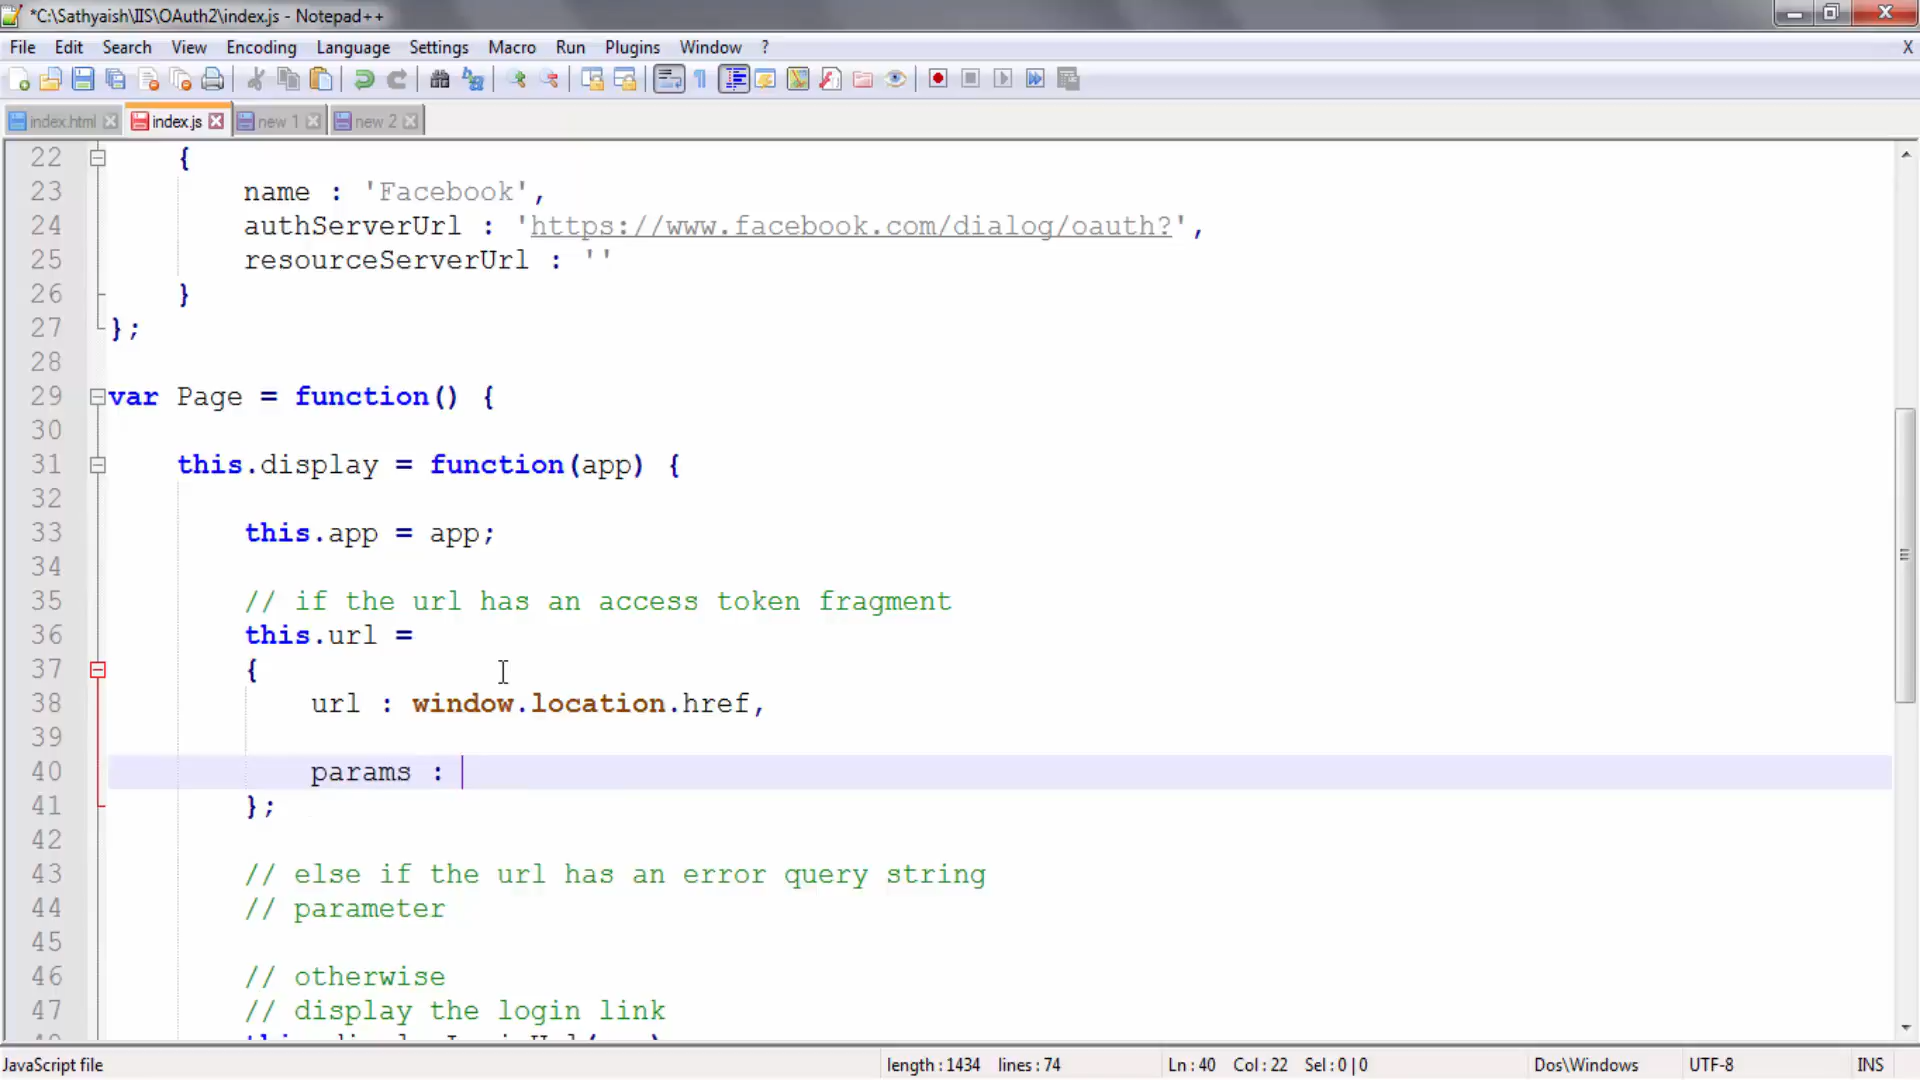 *C:\Sathyaish\IIS\OAuth2\index.js - Notepad++
File Edit Search View Encoding Language Settings Macro Run Plugins Window ? X
index.html index.js new 1 new 2
22 {
23 name : 'Facebook',
24 authServerUrl : 'https://www.facebook.com/dialog/oauth?',
25 resourceServerUrl : ''
26 }
27 };
28
29 var Page = function() {
30
31 this.display = function(app) {
32
33 this.app = app;
34
35 // if the url has an access token fragment
36 this.url =
37 {
38 url : window.location.href,
39
40 params :
41 };
42
43 // else if the url has an error query string
44 // parameter
45
46 // otherwise
47 // display the login link
JavaScript file length : 1434 lines : 74 Ln : 40 Col : 22 Sel : 0 | 0 Dos\Windows UTF-8 INS